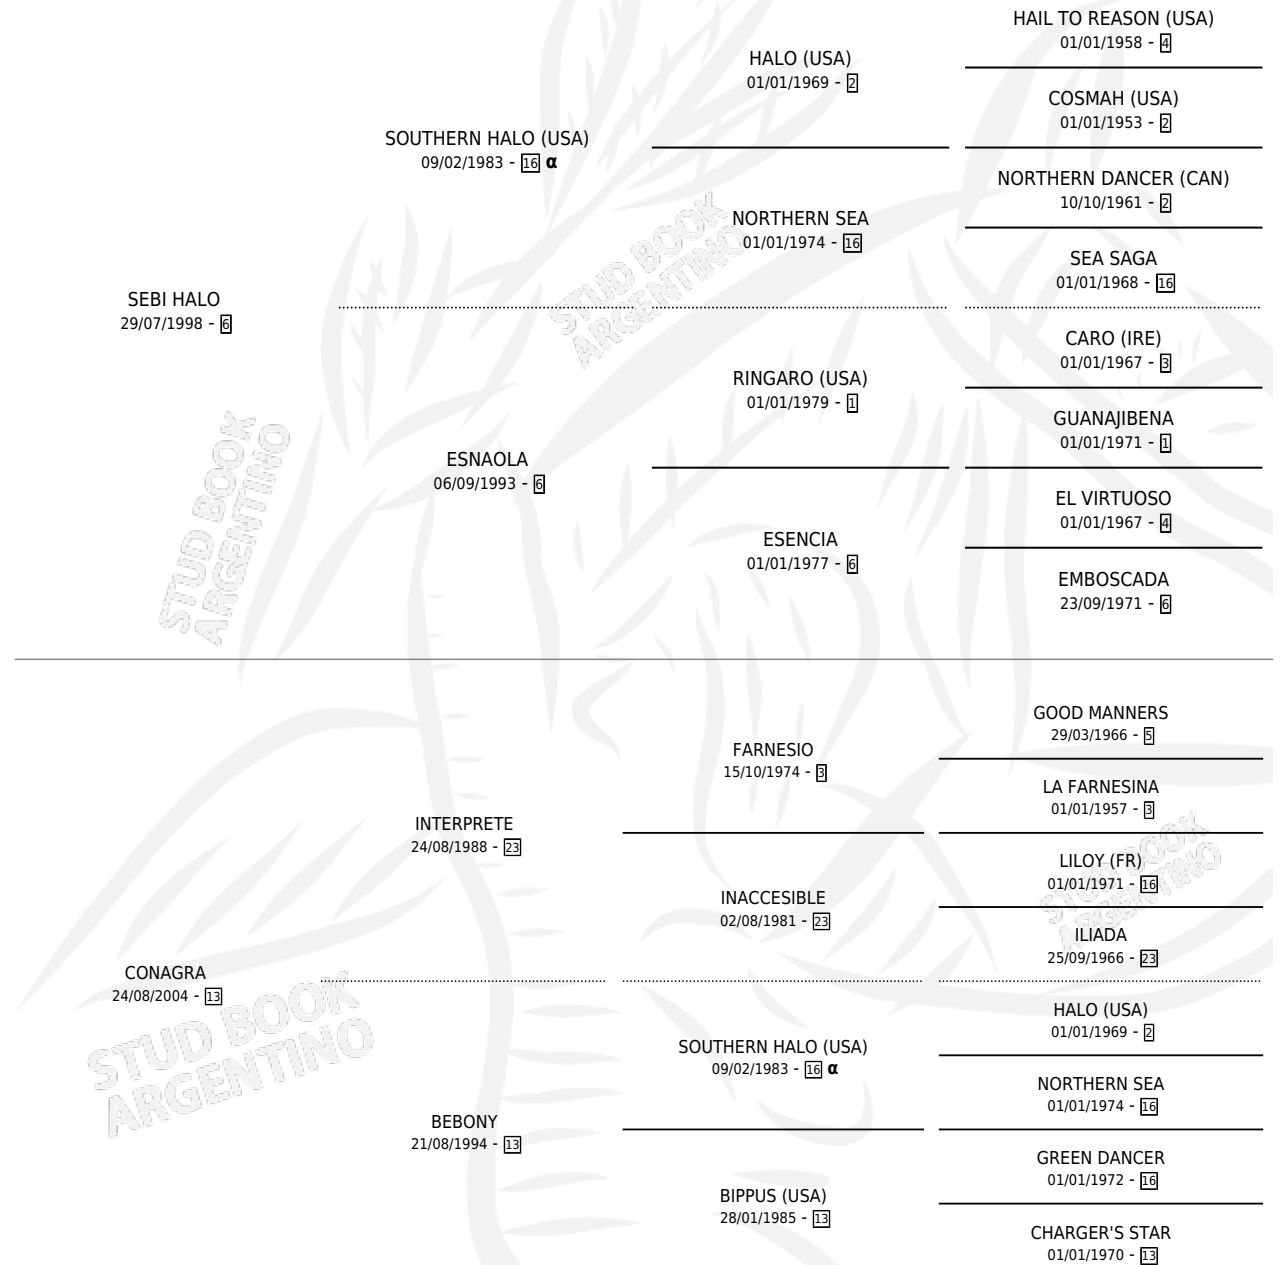 HAIL TO REASON (USA)
01/01/1958 - 4
HALO (USA)
01/01/1969 - 2
COSMAH (USA)
01/01/1953 - 2
SOUTHERN HALO (USA)
09/02/1983 - 16 α
NORTHERN DANCER (CAN)
10/10/1961 - 2
NORTHERN SEA
01/01/1974 - 16
SEA SAGA
01/01/1968 - 16
SEBI HALO
29/07/1998 - 6
CARO (IRE)
01/01/1967 - 3
RINGARO (USA)
01/01/1979 - 1
GUANAJIBENA
01/01/1971 - 1
ESNAOLA
06/09/1993 - 6
EL VIRTUOSO
01/01/1967 - 4
ESENCIA
01/01/1977 - 6
EMBOSCADA
23/09/1971 - 6
STUD BOOK
ARGENTINO
STUD BOOK
ARGENTINO
GOOD MANNERS
29/03/1966 - 5
FARNESIO
15/10/1974 - 3
LA FARNESINA
01/01/1957 - 3
INTERPRETE
24/08/1988 - 23
LILOY (FR)
01/01/1971 - 16
INACCESIBLE
02/08/1981 - 23
ILIADA
25/09/1966 - 23
CONAGRA
24/08/2004 - 13
HALO (USA)
01/01/1969 - 2
SOUTHERN HALO (USA)
09/02/1983 - 16 α
NORTHERN SEA
01/01/1974 - 16
BEBONY
21/08/1994 - 13
GREEN DANCER
01/01/1972 - 16
BIPPUS (USA)
28/01/1985 - 13
CHARGER'S STAR
01/01/1970 - 13
STUD BOOK
ARGENTINO
STUD BOOK
ARGENTINO